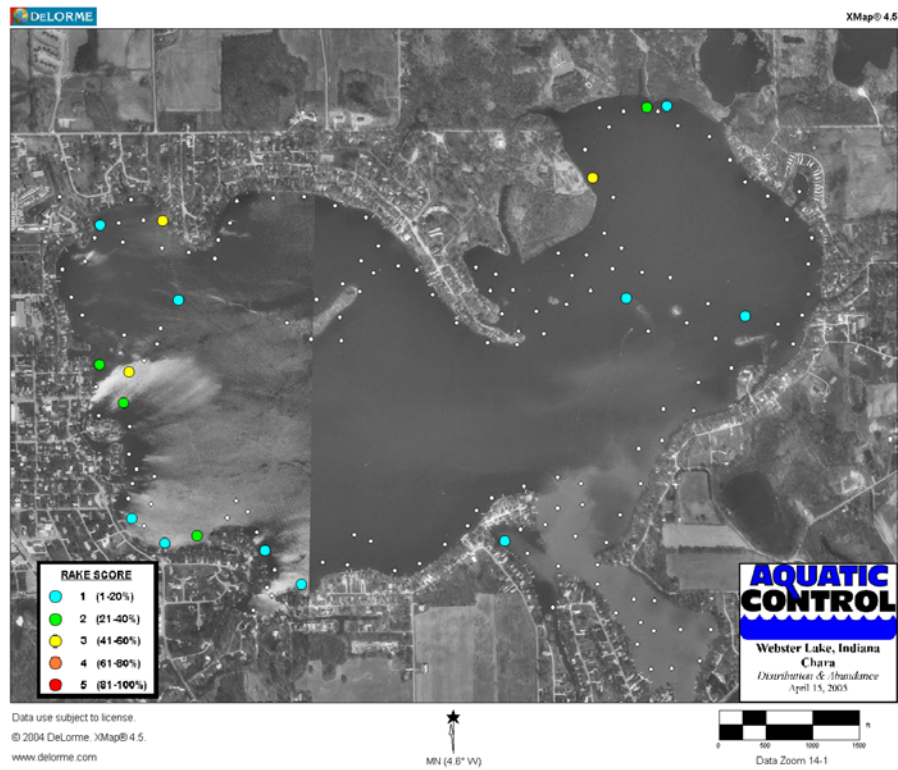 DELORME
XMap® 4.5
RAKE SCORE
1 (1-20%)
2 (21-40%)
3 (41-60%)
4 (61-80%)
5 (81-100%)
AQUATIC
CONTROL
Webster Lake, Indiana
Chara
Distribution & Abundance
April 15, 2005
Data use subject to license.
© 2004 DeLorme. XMap® 4.5.
www.delorme.com
MN (4.6° W)
ft
0 500 1000 1500
Data Zoom 14-1